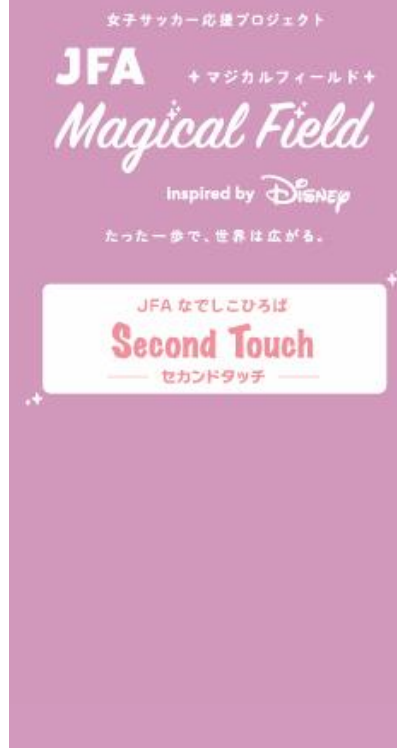 女子サッカー応援プロジェクト
JFA +マジカルフィールド+
Magical Field
inspired by Disney
たった一歩で、世界は広がる。
JFA なでしこひろば
Second Touch
セカンドタッチ